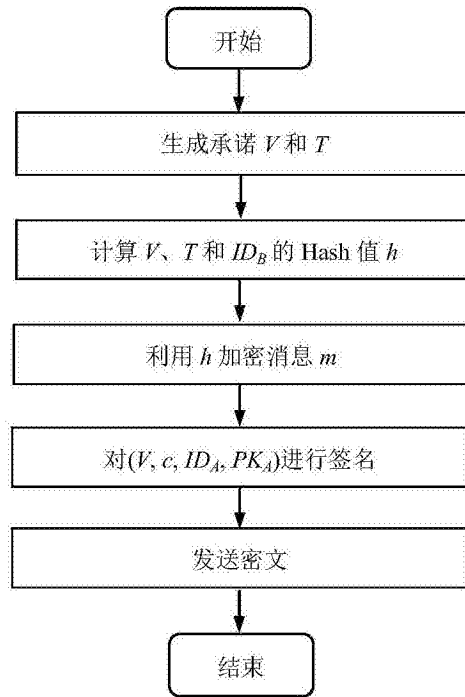 开始
生成承诺 V 和 T
计算 V、T 和 ID_B 的 Hash 值 h
利用 h 加密消息 m
对(V, c, ID_A, PK_A)进行签名
发送密文
结束